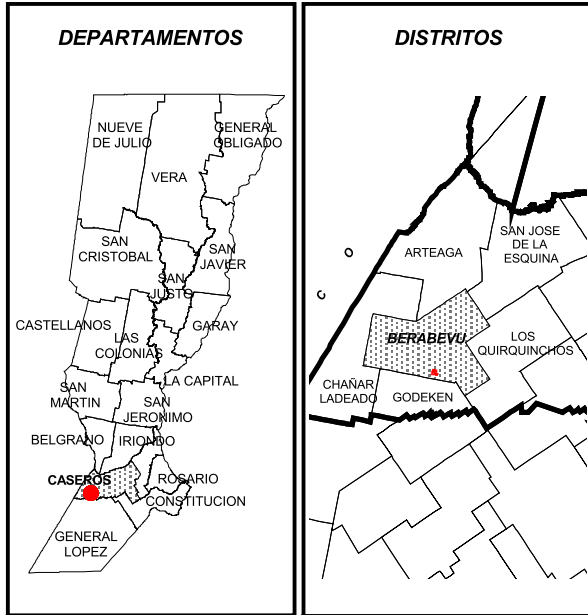 DEPARTAMENTOS
NUEVE
DE JULIO
GENERAL
OBLIGADO
VERA
SAN
CRISTOBAL
SAN
JAVIER
SAN
JUSTO
CASTELLANOS
LAS
COLONIAS
GARAY
LA CAPITAL
SAN
MARTIN
SAN
JERONIMO
BELGRANO
IRIONDO
CASEROS
ROSARIO
CONSTITUCION
GENERAL
LOPEZ
DISTRITOS
SAN JOSE
DE LA
ESQUINA
ARTEAGA
C O
BERABEVU
LOS
QUIRQUINCHOS
CHAÑAR
LADEADO
GODEKEN